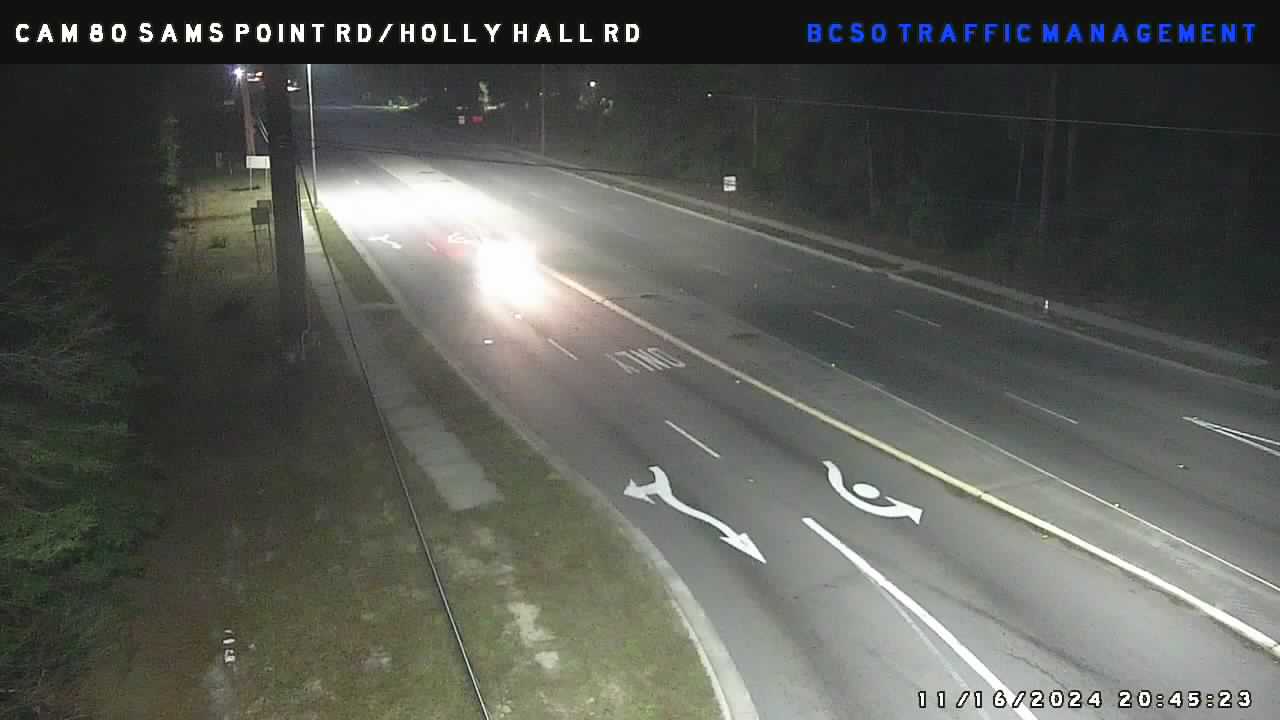 CAM 80 SAMS POINT RD/HOLLY HALL RD
BCSO TRAFFIC MANAGEMENT
ONLY
11/16/2024 20:45:23